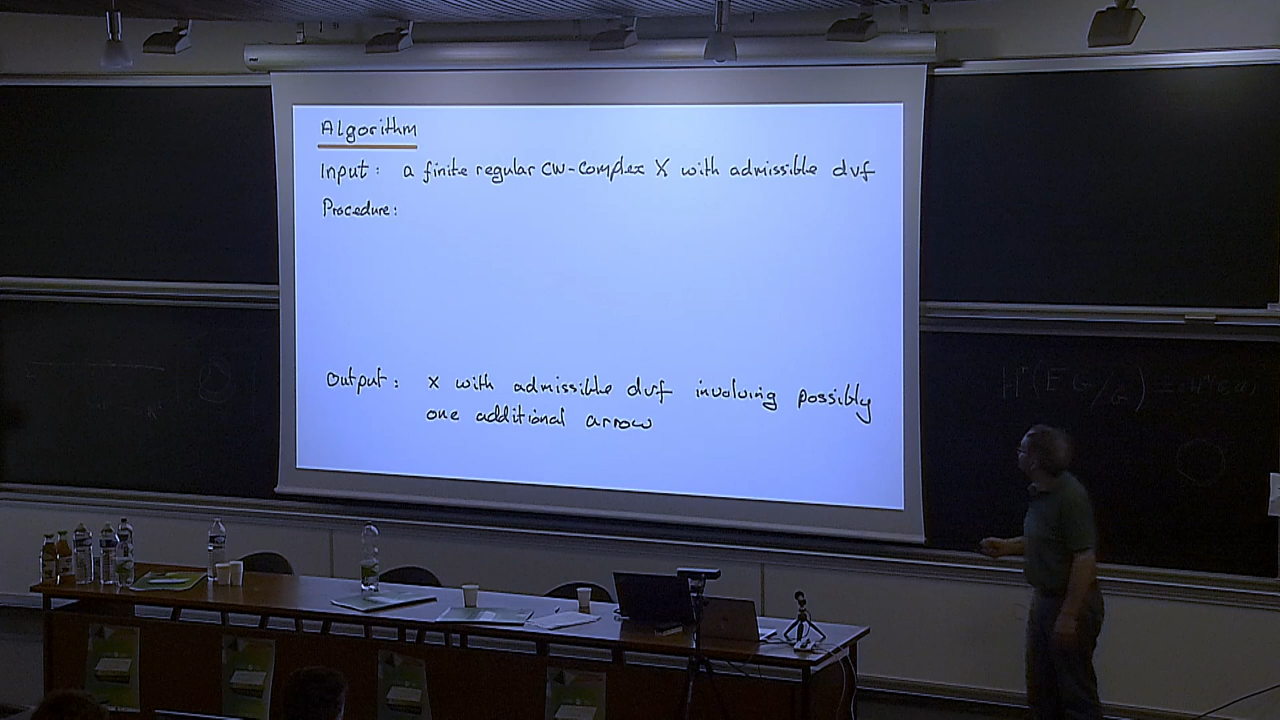 Algorithm
Input: a finite regular CW-complex X with admissible dvf
Procedure:
Output: X with admissible dvf involving possibly
one additional arrow